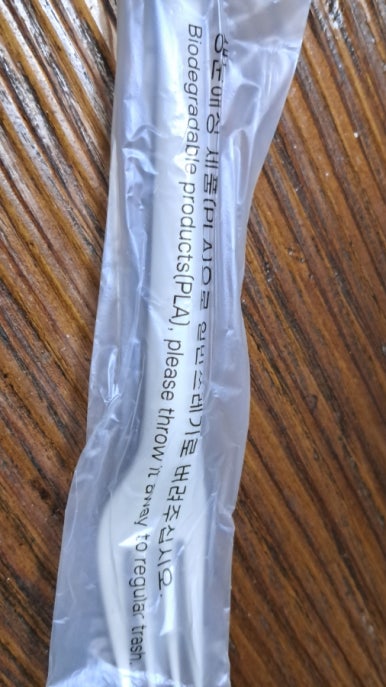 생분해성 제품(PLA)으로 일반쓰레기로 버려주십시오.
Biodegradable products(PLA), please throw it away to regular trash.